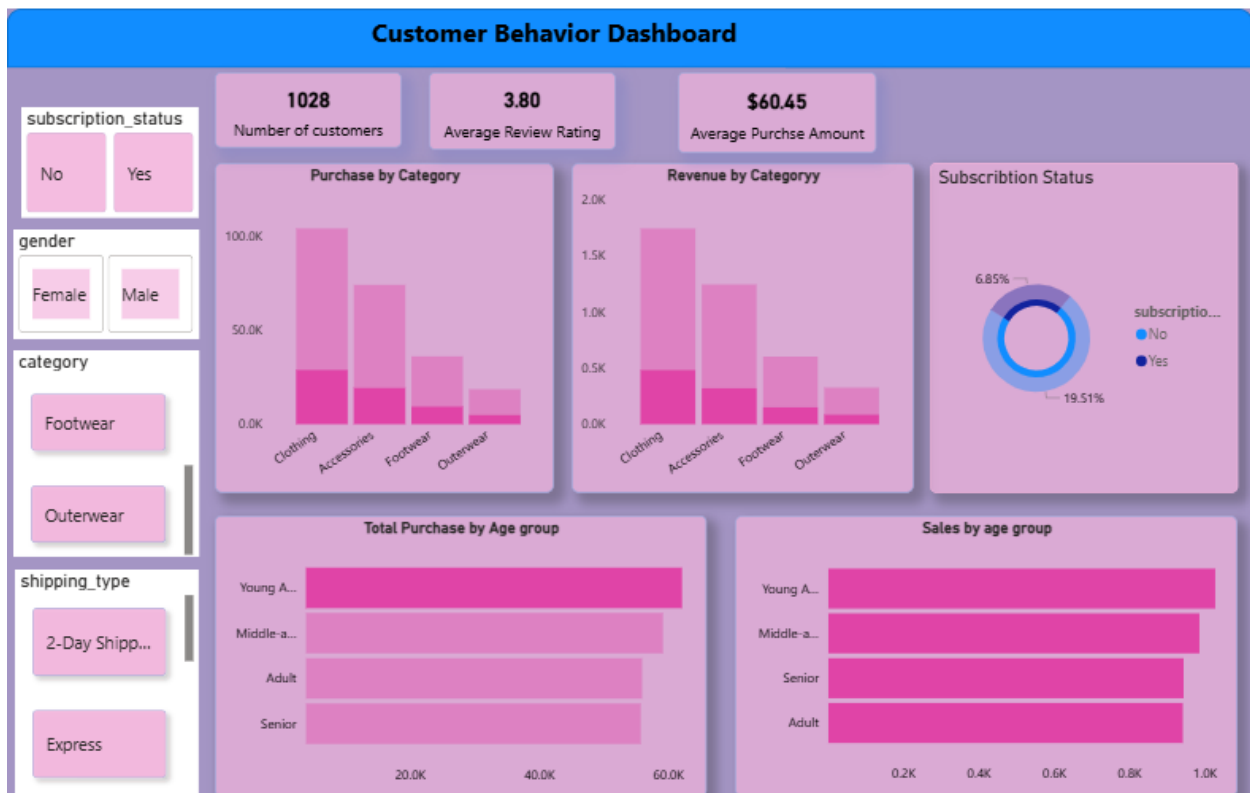 Customer Behavior Dashboard
subscription_status
No
Yes
gender
Female
Male
category
Footwear
Outerwear
shipping_type
2-Day Shipp...
Express
1028
Number of customers
3.80
Average Review Rating
$60.45
Average Purchse Amount
Purchase by Category
100.0K
50.0K
0.0K
Clothing
Accessories
Footwear
Outerwear
Revenue by Categoryy
2.0K
1.5K
1.0K
0.5K
0.0K
Clothing
Accessories
Footwear
Outerwear
Subscribtion Status
6.85%
19.51%
subscriptio...
No
Yes
Total Purchase by Age group
Young A...
Middle-a...
Adult
Senior
20.0K
40.0K
60.0K
Sales by age group
Young A...
Middle-a...
Senior
Adult
0.2K
0.4K
0.6K
0.8K
1.0K